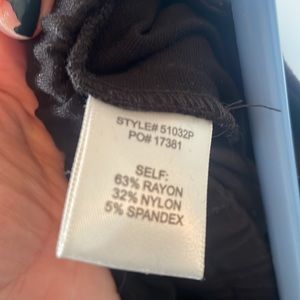 STYLE# 51032P
PO# 17381
SELF:
63% RAYON
32% NYLON
5% SPANDEX